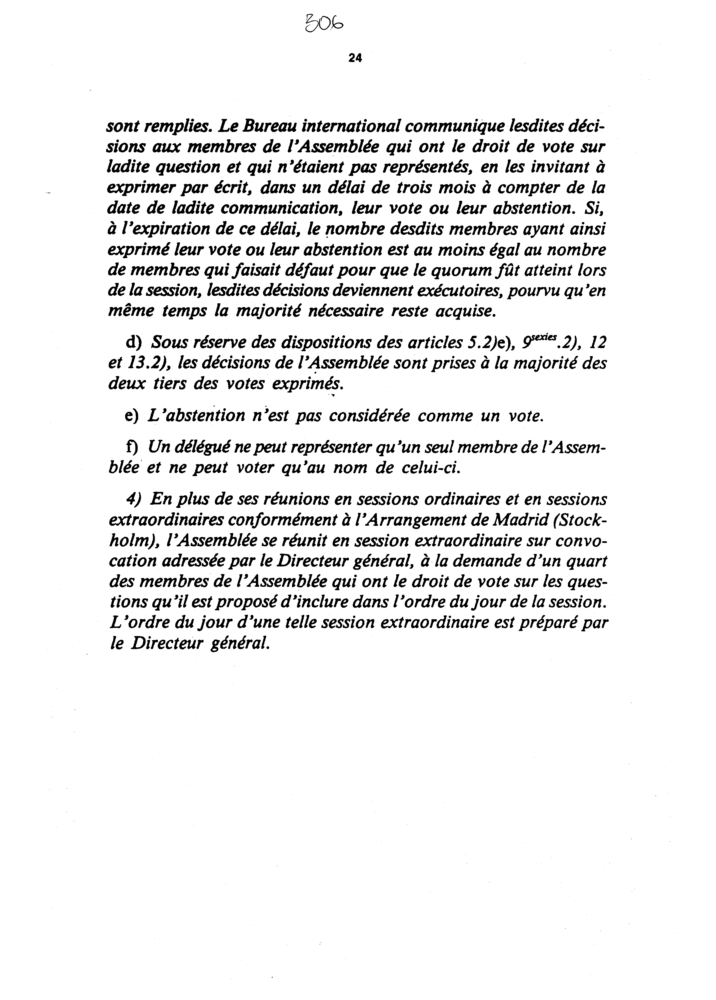 306
24
sont remplies. Le Bureau international communique lesdites déci-
sions aux membres de l'Assemblée qui ont le droit de vote sur
ladite question et qui n'étaient pas représentés, en les invitant à
exprimer par écrit, dans un délai de trois mois à compter de la
date de ladite communication, leur vote ou leur abstention. Si,
à l'expiration de ce délai, le nombre desdits membres ayant ainsi
exprimé leur vote ou leur abstention est au moins égal au nombre
de membres qui faisait défaut pour que le quorum fût atteint lors
de la session, lesdites décisions deviennent exécutoires, pourvu qu'en
même temps la majorité nécessaire reste acquise.
d) Sous réserve des dispositions des articles 5.2)e), 9sexies.2), 12
et 13.2), les décisions de l'Assemblée sont prises à la majorité des
deux tiers des votes exprimés.
e) L'abstention n'est pas considérée comme un vote.
f) Un délégué ne peut représenter qu'un seul membre de l'Assem-
blée et ne peut voter qu'au nom de celui-ci.
4) En plus de ses réunions en sessions ordinaires et en sessions
extraordinaires conformément à l'Arrangement de Madrid (Stock-
holm), l'Assemblée se réunit en session extraordinaire sur convo-
cation adressée par le Directeur général, à la demande d'un quart
des membres de l'Assemblée qui ont le droit de vote sur les ques-
tions qu'il est proposé d'inclure dans l'ordre du jour de la session.
L'ordre du jour d'une telle session extraordinaire est préparé par
le Directeur général.